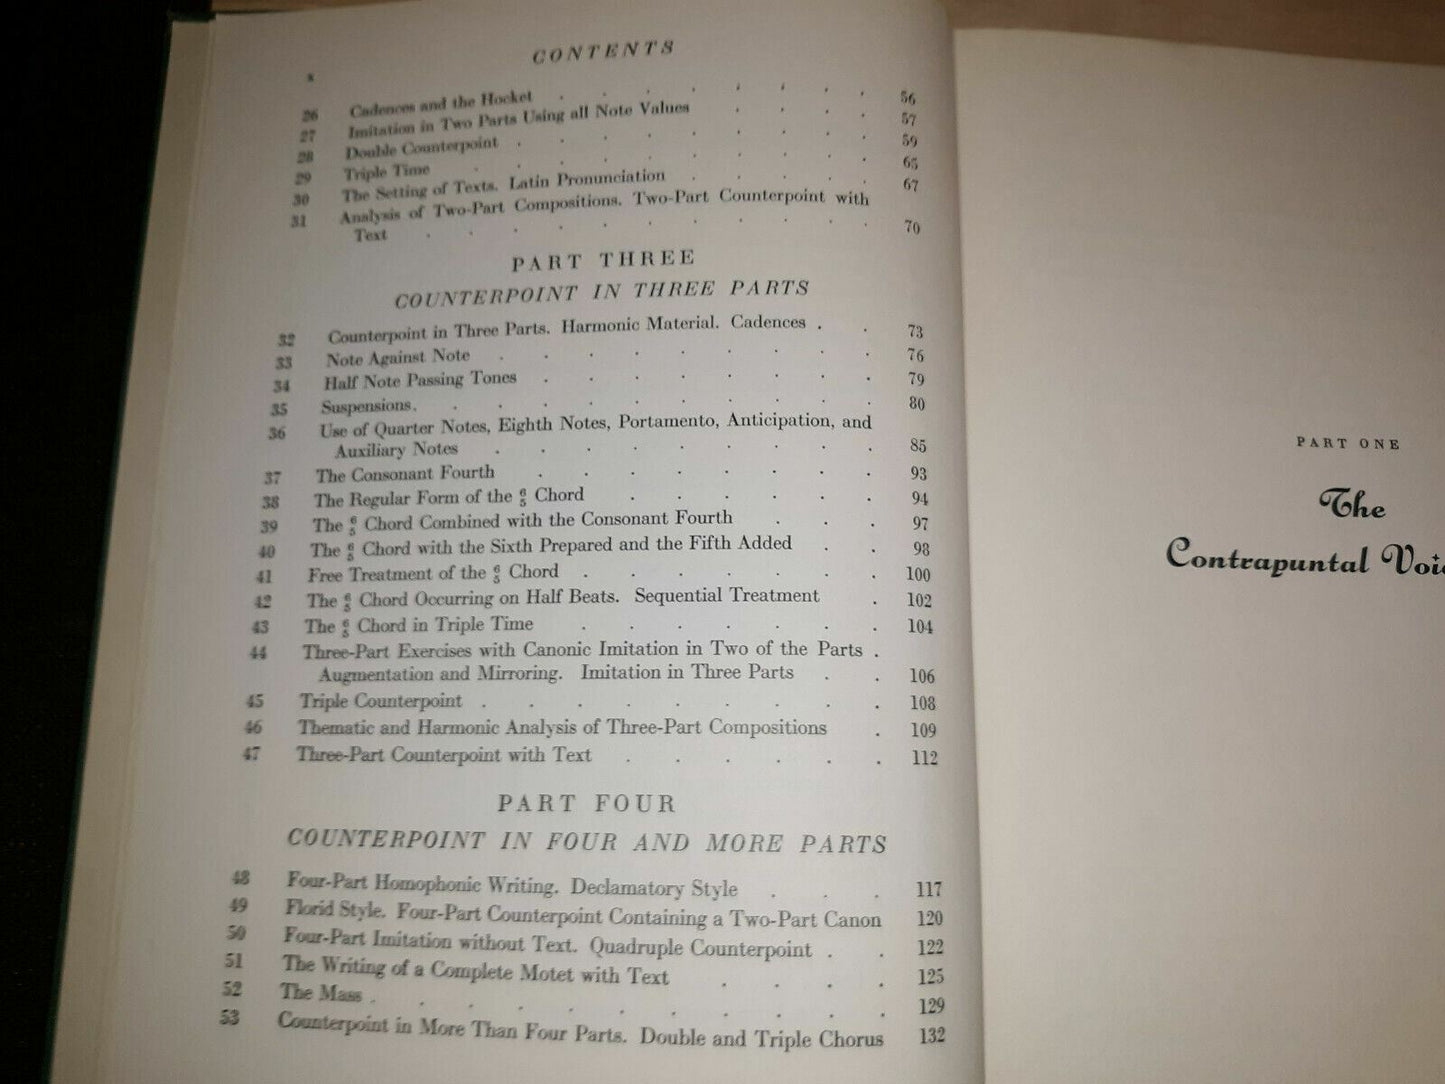 CONTENTS
x
26 Cadences and the Hocket . . . . . . . . 56
27 Imitation in Two Parts Using all Note Values . . . . 57
28 Double Counterpoint . . . . . . . . . 59
29 Triple Time . . . . . . . . . . 65
30 The Setting of Texts. Latin Pronunciation . . . . . 67
31 Analysis of Two-Part Compositions. Two-Part Counterpoint with
Text . . . . . . . . . . . 70
PART THREE
COUNTERPOINT IN THREE PARTS
32 Counterpoint in Three Parts. Harmonic Material. Cadences . . 73
33 Note Against Note . . . . . . . . . 76
34 Half Note Passing Tones . . . . . . . . 79
35 Suspensions. . . . . . . . . . . 80
36 Use of Quarter Notes, Eighth Notes, Portamento, Anticipation, and
Auxiliary Notes . . . . . . . . . 85
37 The Consonant Fourth . . . . . . . . 93
38 The Regular Form of the 6/5 Chord . . . . . . 94
39 The 6/5 Chord Combined with the Consonant Fourth . . . 97
40 The 6/5 Chord with the Sixth Prepared and the Fifth Added . . 98
41 Free Treatment of the 6/5 Chord . . . . . . . 100
42 The 6/5 Chord Occurring on Half Beats. Sequential Treatment . 102
43 The 6/5 Chord in Triple Time . . . . . . . 104
44 Three-Part Exercises with Canonic Imitation in Two of the Parts .
Augmentation and Mirroring. Imitation in Three Parts . . 106
45 Triple Counterpoint . . . . . . . . . 108
46 Thematic and Harmonic Analysis of Three-Part Compositions . 109
47 Three-Part Counterpoint with Text . . . . . . 112
PART FOUR
COUNTERPOINT IN FOUR AND MORE PARTS
48 Four-Part Homophonic Writing. Declamatory Style . . . 117
49 Florid Style. Four-Part Counterpoint Containing a Two-Part Canon 120
50 Four-Part Imitation without Text. Quadruple Counterpoint . . 122
51 The Writing of a Complete Motet with Text . . . . 125
52 The Mass . . . . . . . . . . . 129
53 Counterpoint in More Than Four Parts. Double and Triple Chorus 132
PART ONE
The
Contrapuntal